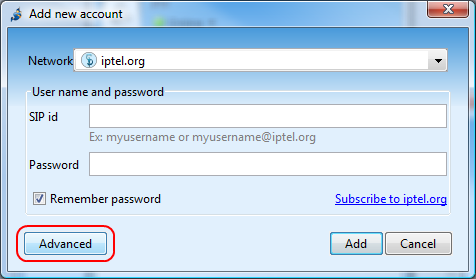 Add new account
Network iptel.org
User name and password
SIP id
Ex: myusername or myusername@iptel.org
Password
Remember password Subscribe to iptel.org
Advanced Add Cancel